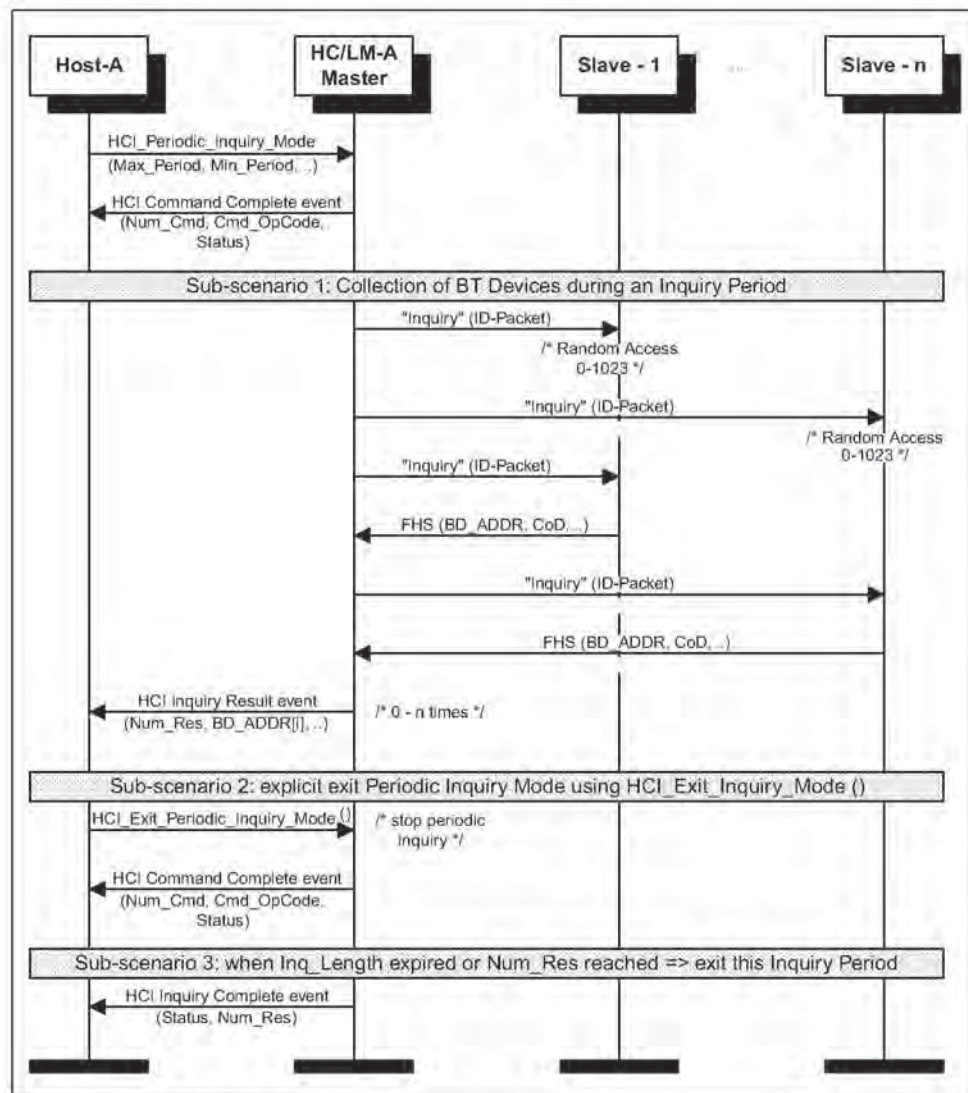 Host-A
HC/LM-A
Master
Slave - 1
...
Slave - n
HCI_Periodic_Inquiry_Mode
(Max_Period, Min_Period, ..)
HCI Command Complete event
(Num_Cmd, Cmd_OpCode,
Status)
Sub-scenario 1: Collection of BT Devices during an Inquiry Period
"Inquiry" (ID-Packet)
/* Random Access
0-1023 */
"Inquiry" (ID-Packet)
/* Random Access
0-1023 */
"Inquiry" (ID-Packet)
FHS (BD_ADDR, CoD, ..)
"Inquiry" (ID-Packet)
FHS (BD_ADDR, CoD, ..)
HCI Inquiry Result event
(Num_Res, BD_ADDR[i], ..)
/* 0 - n times */
Sub-scenario 2: explicit exit Periodic Inquiry Mode using HCI_Exit_Inquiry_Mode ()
HCI_Exit_Periodic_Inquiry_Mode ()
/* stop periodic
Inquiry */
HCI Command Complete event
(Num_Cmd, Cmd_OpCode,
Status)
Sub-scenario 3: when Inq_Length expired or Num_Res reached => exit this Inquiry Period
HCI Inquiry Complete event
(Status, Num_Res)